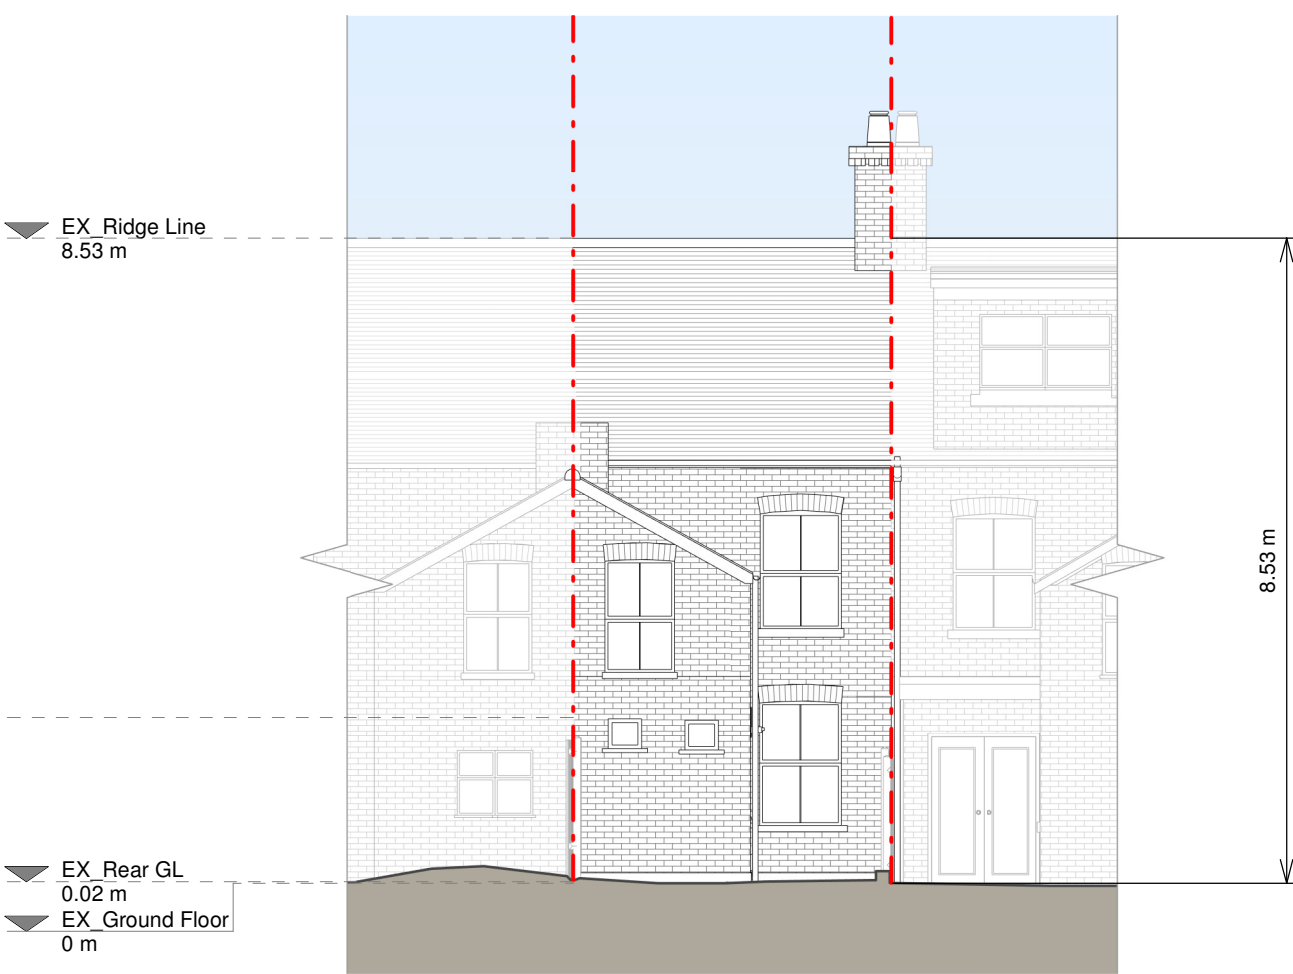 EX_Ridge Line
8.53 m
8.53 m
EX_Rear GL
0.02 m
EX_Ground Floor
0 m